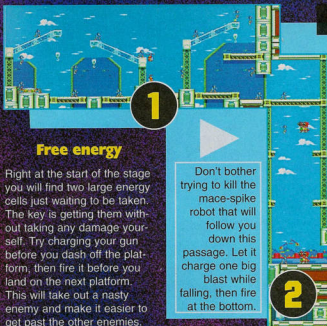 1
Free energy
Right at the start of the stage
you will find two large energy
cells just waiting to be taken.
The key is getting them with-
out taking any damage your-
self. Try charging your gun
before you dash off the plat-
form, then fire it before you
land on the next platform.
This will take out a nasty
enemy and make it easier to
get past the other enemies.
Don't bother
trying to kill the
mace-spike
robot that will
follow you
down this
passage. Let it
charge one big
blast while
falling, then fire
at the bottom.
2